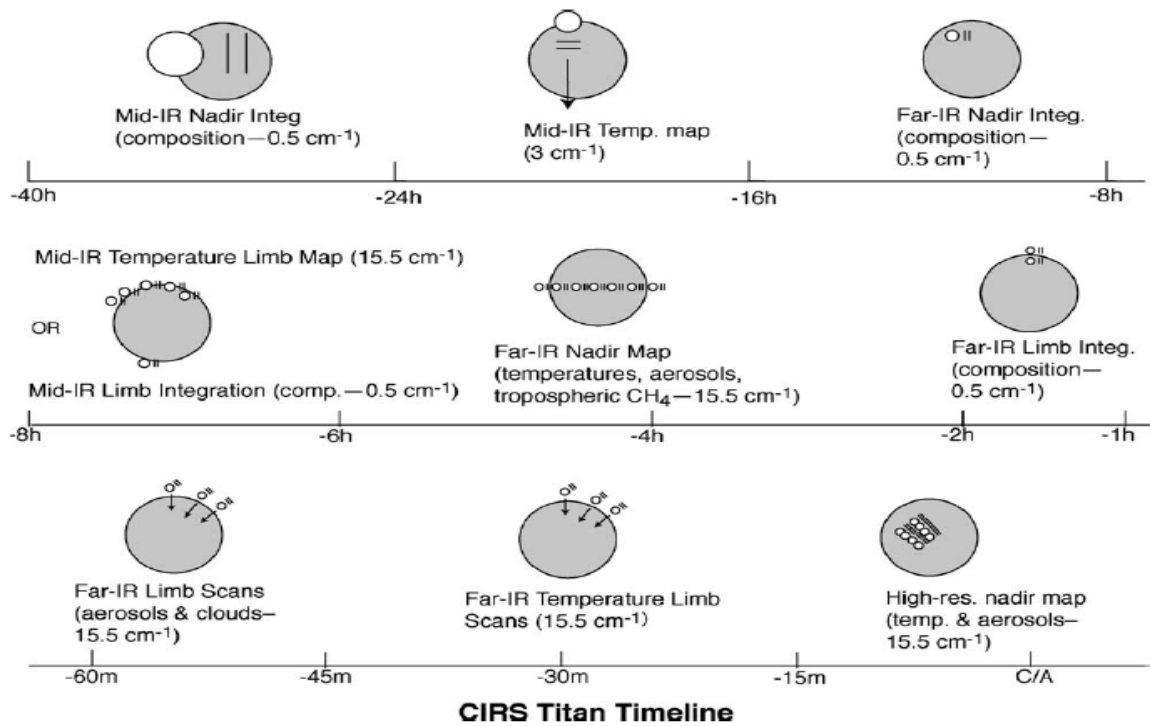 Mid-IR Nadir Integ
(composition—0.5 cm-1)
Mid-IR Temp. map
(3 cm-1)
Far-IR Nadir Integ.
(composition—
0.5 cm-1)
-40h
-24h
-16h
-8h
Mid-IR Temperature Limb Map (15.5 cm-1)
OR
Mid-IR Limb Integration (comp.—0.5 cm-1)
Far-IR Nadir Map
(temperatures, aerosols,
tropospheric CH4—15.5 cm-1)
Far-IR Limb Integ.
(composition—
0.5 cm-1)
-8h
-6h
-4h
-2h
-1h
Far-IR Limb Scans
(aerosols & clouds–
15.5 cm-1)
Far-IR Temperature Limb
Scans (15.5 cm-1)
High-res. nadir map
(temp. & aerosols–
15.5 cm-1)
-60m
-45m
-30m
-15m
C/A
CIRS Titan Timeline